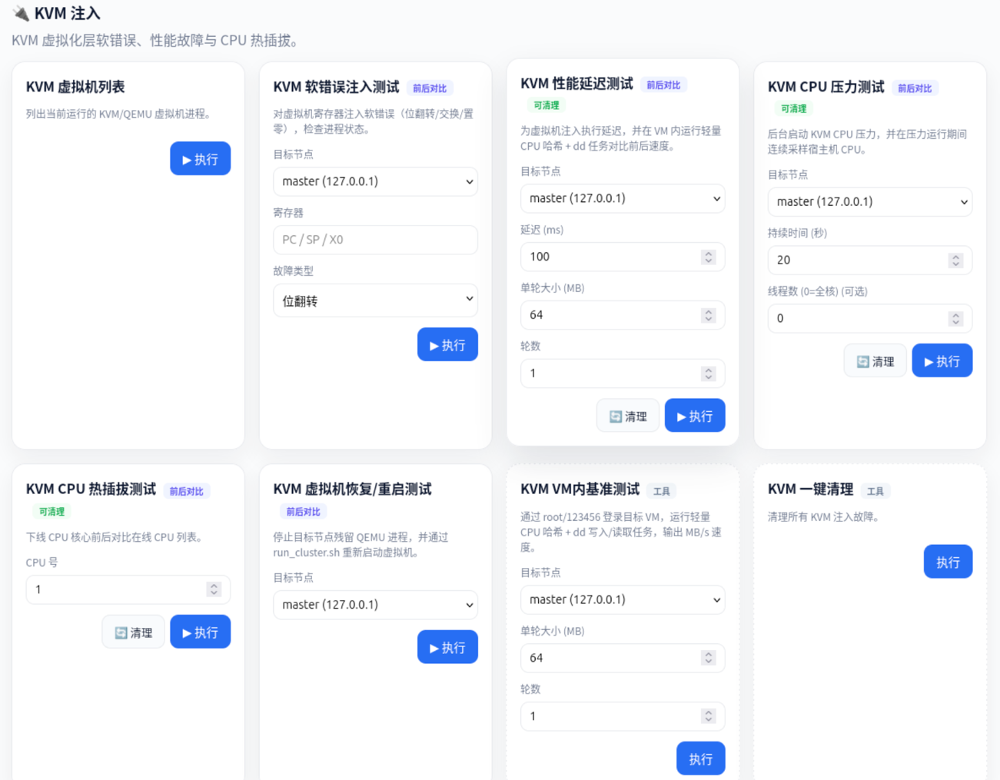 🔌 KVM 注入
KVM 虚拟化层软错误、性能故障与 CPU 热插拔。
KVM 虚拟机列表
列出当前运行的 KVM/QEMU 虚拟机进程。
▶ 执行
KVM 软错误注入测试 前后对比
对虚拟机寄存器注入软错误（位翻转/交换/置
零），检查进程状态。
目标节点
master (127.0.0.1)
寄存器
PC / SP / X0
故障类型
位翻转
▶ 执行
KVM 性能延迟测试 前后对比
可清理
为虚拟机注入执行延迟，并在 VM 内运行轻量
CPU 哈希 + dd 任务对比前后速度。
目标节点
master (127.0.0.1)
延迟 (ms)
100
单轮大小 (MB)
64
轮数
1
🔄 清理 ▶ 执行
KVM CPU 压力测试 前后对比
可清理
后台启动 KVM CPU 压力，并在压力运行期间
连续采样宿主机 CPU。
目标节点
master (127.0.0.1)
持续时间 (秒)
20
线程数 (0=全核) (可选)
0
🔄 清理 ▶ 执行
KVM CPU 热插拔测试 前后对比
可清理
下线 CPU 核心前后对比在线 CPU 列表。
CPU 号
1
🔄 清理 ▶ 执行
KVM 虚拟机恢复/重启测试
前后对比
停止目标节点残留 QEMU 进程，并通过
run_cluster.sh 重新启动虚拟机。
目标节点
master (127.0.0.1)
▶ 执行
KVM VM内基准测试 工具
通过 root/123456 登录目标 VM，运行轻量
CPU 哈希 + dd 写入/读取任务，输出 MB/s 速
度。
目标节点
master (127.0.0.1)
单轮大小 (MB)
64
轮数
1
执行
KVM 一键清理 工具
清理所有 KVM 注入故障。
执行